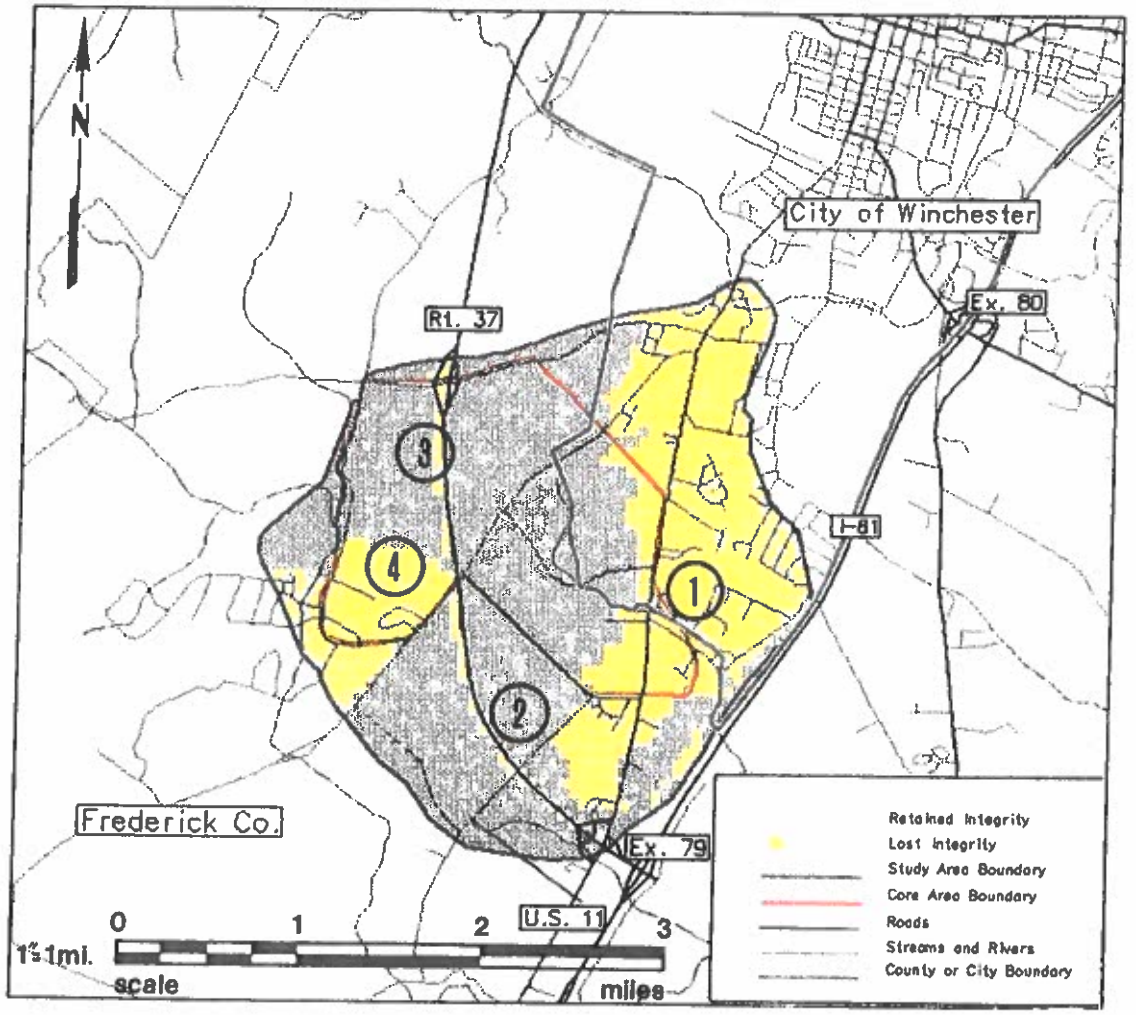 N
City of Winchester
Ex. 80
Rt. 37
3
I-81
4
1
2
Frederick Co.
Ex. 79
U.S. 11
0 1 2 3
1"=1mi.
scale miles
Retained Integrity
Lost Integrity
Study Area Boundary
Core Area Boundary
Roads
Streams and Rivers
County or City Boundary